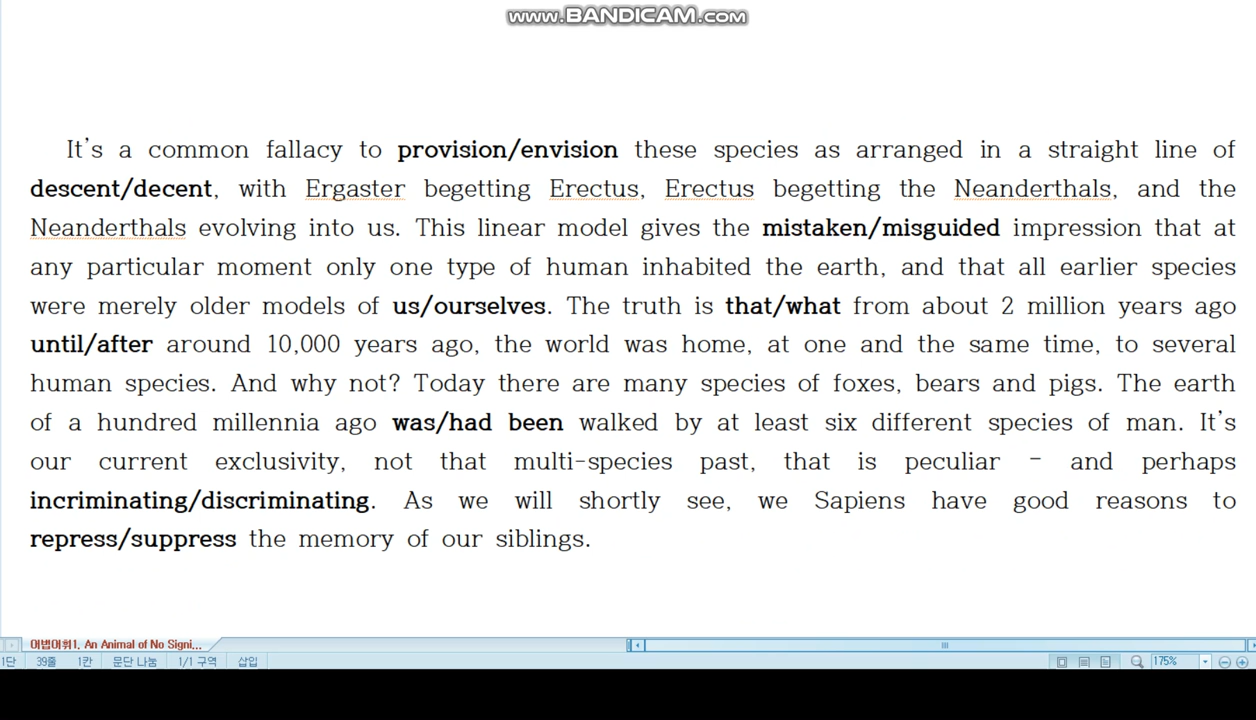 www.BANDICAM.com
It's a common fallacy to provision/envision these species as arranged in a straight line of
descent/decent, with Ergaster begetting Erectus, Erectus begetting the Neanderthals, and the
Neanderthals evolving into us. This linear model gives the mistaken/misguided impression that at
any particular moment only one type of human inhabited the earth, and that all earlier species
were merely older models of us/ourselves. The truth is that/what from about 2 million years ago
until/after around 10,000 years ago, the world was home, at one and the same time, to several
human species. And why not? Today there are many species of foxes, bears and pigs. The earth
of a hundred millennia ago was/had been walked by at least six different species of man. It's
our current exclusivity, not that multi-species past, that is peculiar - and perhaps
incriminating/discriminating. As we will shortly see, we Sapiens have good reasons to
repress/suppress the memory of our siblings.
어법어휘1. An Animal of No Signi...
1단 39줄 1칸 문단 나눔 1/1 구역 삽입 175%